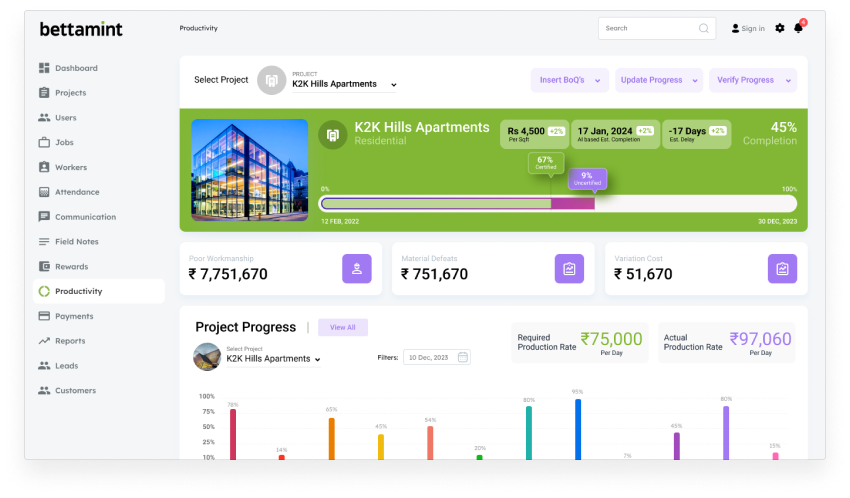 bettamint
Productivity
Search
Sign in
4
Dashboard
Projects
Users
Jobs
Workers
Attendance
Communication
Field Notes
Rewards
Productivity
Payments
Reports
Leads
Customers
Select Project
PROJECT
K2K Hills Apartments
Insert BoQ's
Update Progress
Verify Progress
K2K Hills Apartments
Residential
Rs 4,500 +2%
Per Sqft
17 Jan, 2024 +2%
AI based Est. Completion
-17 Days +2%
Est. Delay
45%
Completion
67%
Certified
9%
Uncertified
0%
100%
12 FEB, 2022
30 DEC, 2023
Poor Workmanship
₹ 7,751,670
Material Defeats
₹ 751,670
Variation Cost
₹ 51,670
Project Progress
View All
Select Project
K2K Hills Apartments
Filters:
10 Dec, 2023
Required
Production Rate
₹75,000
Per Day
Actual
Production Rate
₹97,060
Per Day
100%
75%
50%
25%
10%
78%
14%
65%
45%
54%
20%
80%
95%
7%
45%
80%
15%